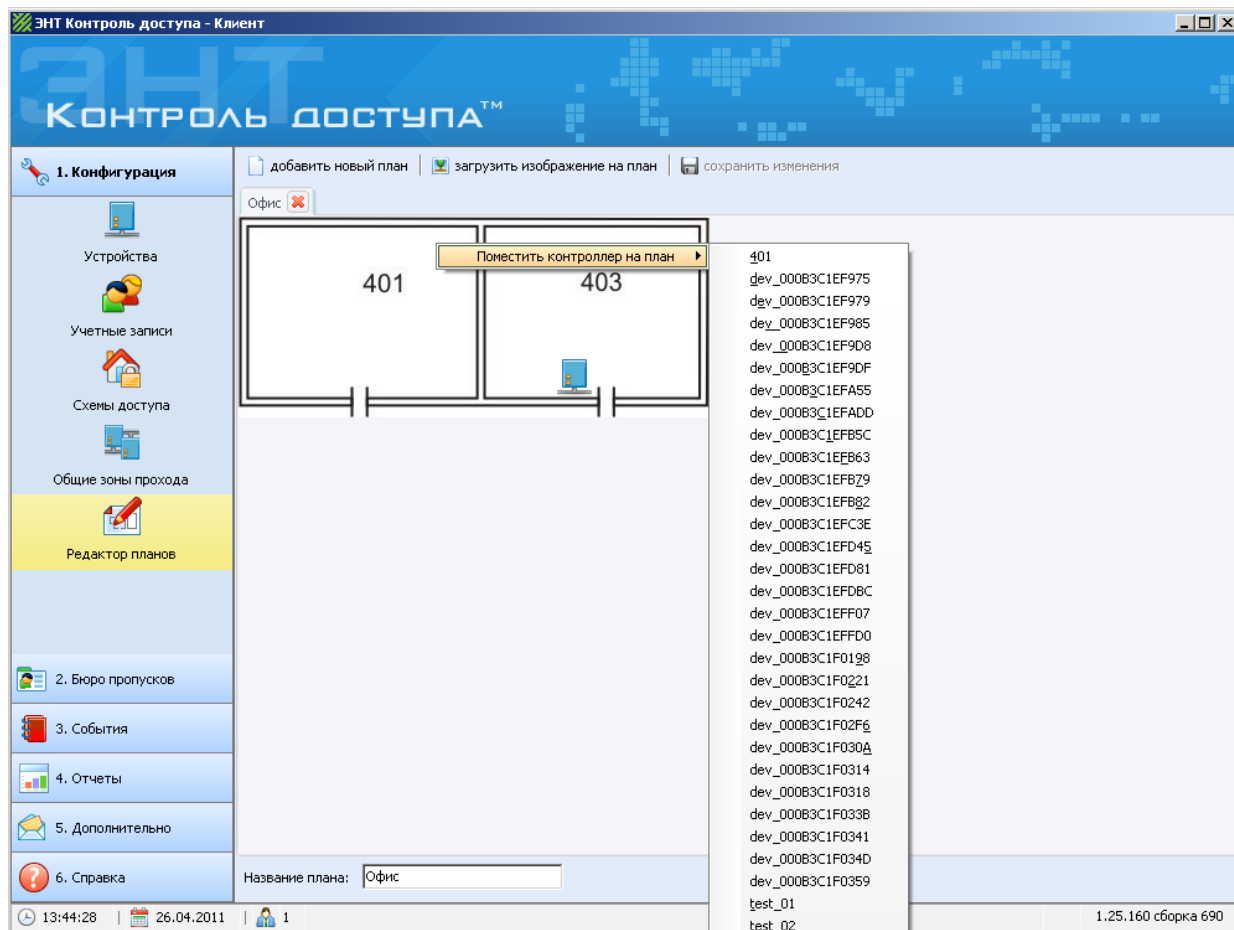 ЭНТ Контроль доступа - Клиент
ЭНТ
Контроль доступа™
1. Конфигурация
Устройства
Учетные записи
Схемы доступа
Общие зоны прохода
Редактор планов
2. Бюро пропусков
3. События
4. Отчеты
5. Дополнительно
6. Справка
добавить новый план | загрузить изображение на план | сохранить изменения
Офис
401
403
Поместить контроллер на план
401
dev_000B3C1EF975
dev_000B3C1EF979
dev_000B3C1EF985
dev_000B3C1EF9D8
dev_000B3C1EF9DF
dev_000B3C1EFA55
dev_000B3C1EFADD
dev_000B3C1EFB5C
dev_000B3C1EFB63
dev_000B3C1EFB79
dev_000B3C1EFB82
dev_000B3C1EFC3E
dev_000B3C1EFD45
dev_000B3C1EFD81
dev_000B3C1EFDBC
dev_000B3C1EFF07
dev_000B3C1EFFD0
dev_000B3C1F0198
dev_000B3C1F0221
dev_000B3C1F0242
dev_000B3C1F02F6
dev_000B3C1F030A
dev_000B3C1F0314
dev_000B3C1F0318
dev_000B3C1F033B
dev_000B3C1F0341
dev_000B3C1F034D
dev_000B3C1F0359
test_01
test_02
Название плана: Офис
13:44:28 | 26.04.2011 | 1
1.25.160 сборка 690